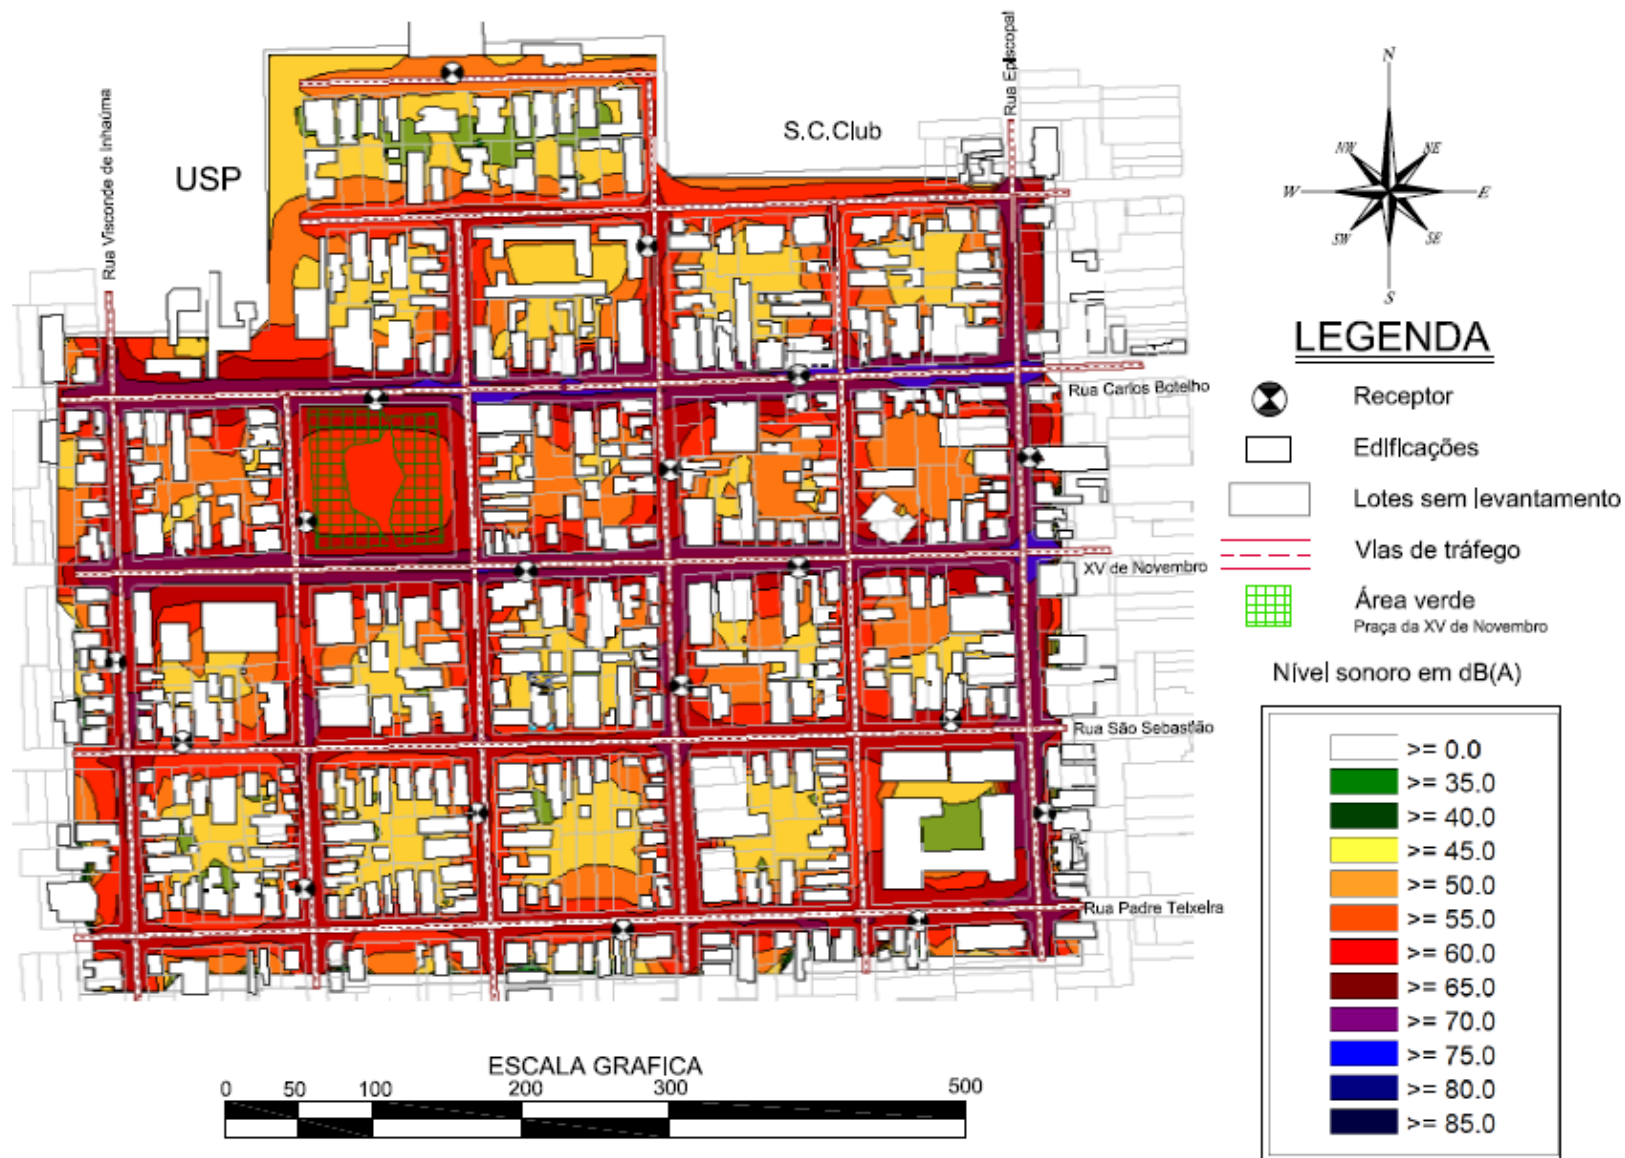 Rua Visconde de Inhaúma
USP
S.C.Club
Rua Episcopal
N
NW
NE
W
E
SW
SE
S
LEGENDA
Receptor
Edificações
Lotes sem levantamento
Vias de tráfego
Área verde
Praça da XV de Novembro
Nível sonoro em dB(A)
>= 0.0
>= 35.0
>= 40.0
>= 45.0
>= 50.0
>= 55.0
>= 60.0
>= 65.0
>= 70.0
>= 75.0
>= 80.0
>= 85.0
Rua Carlos Botelho
XV de Novembro
Rua São Sebastião
Rua Padre Teixeira
ESCALA GRAFICA
0 50 100 200 300 500